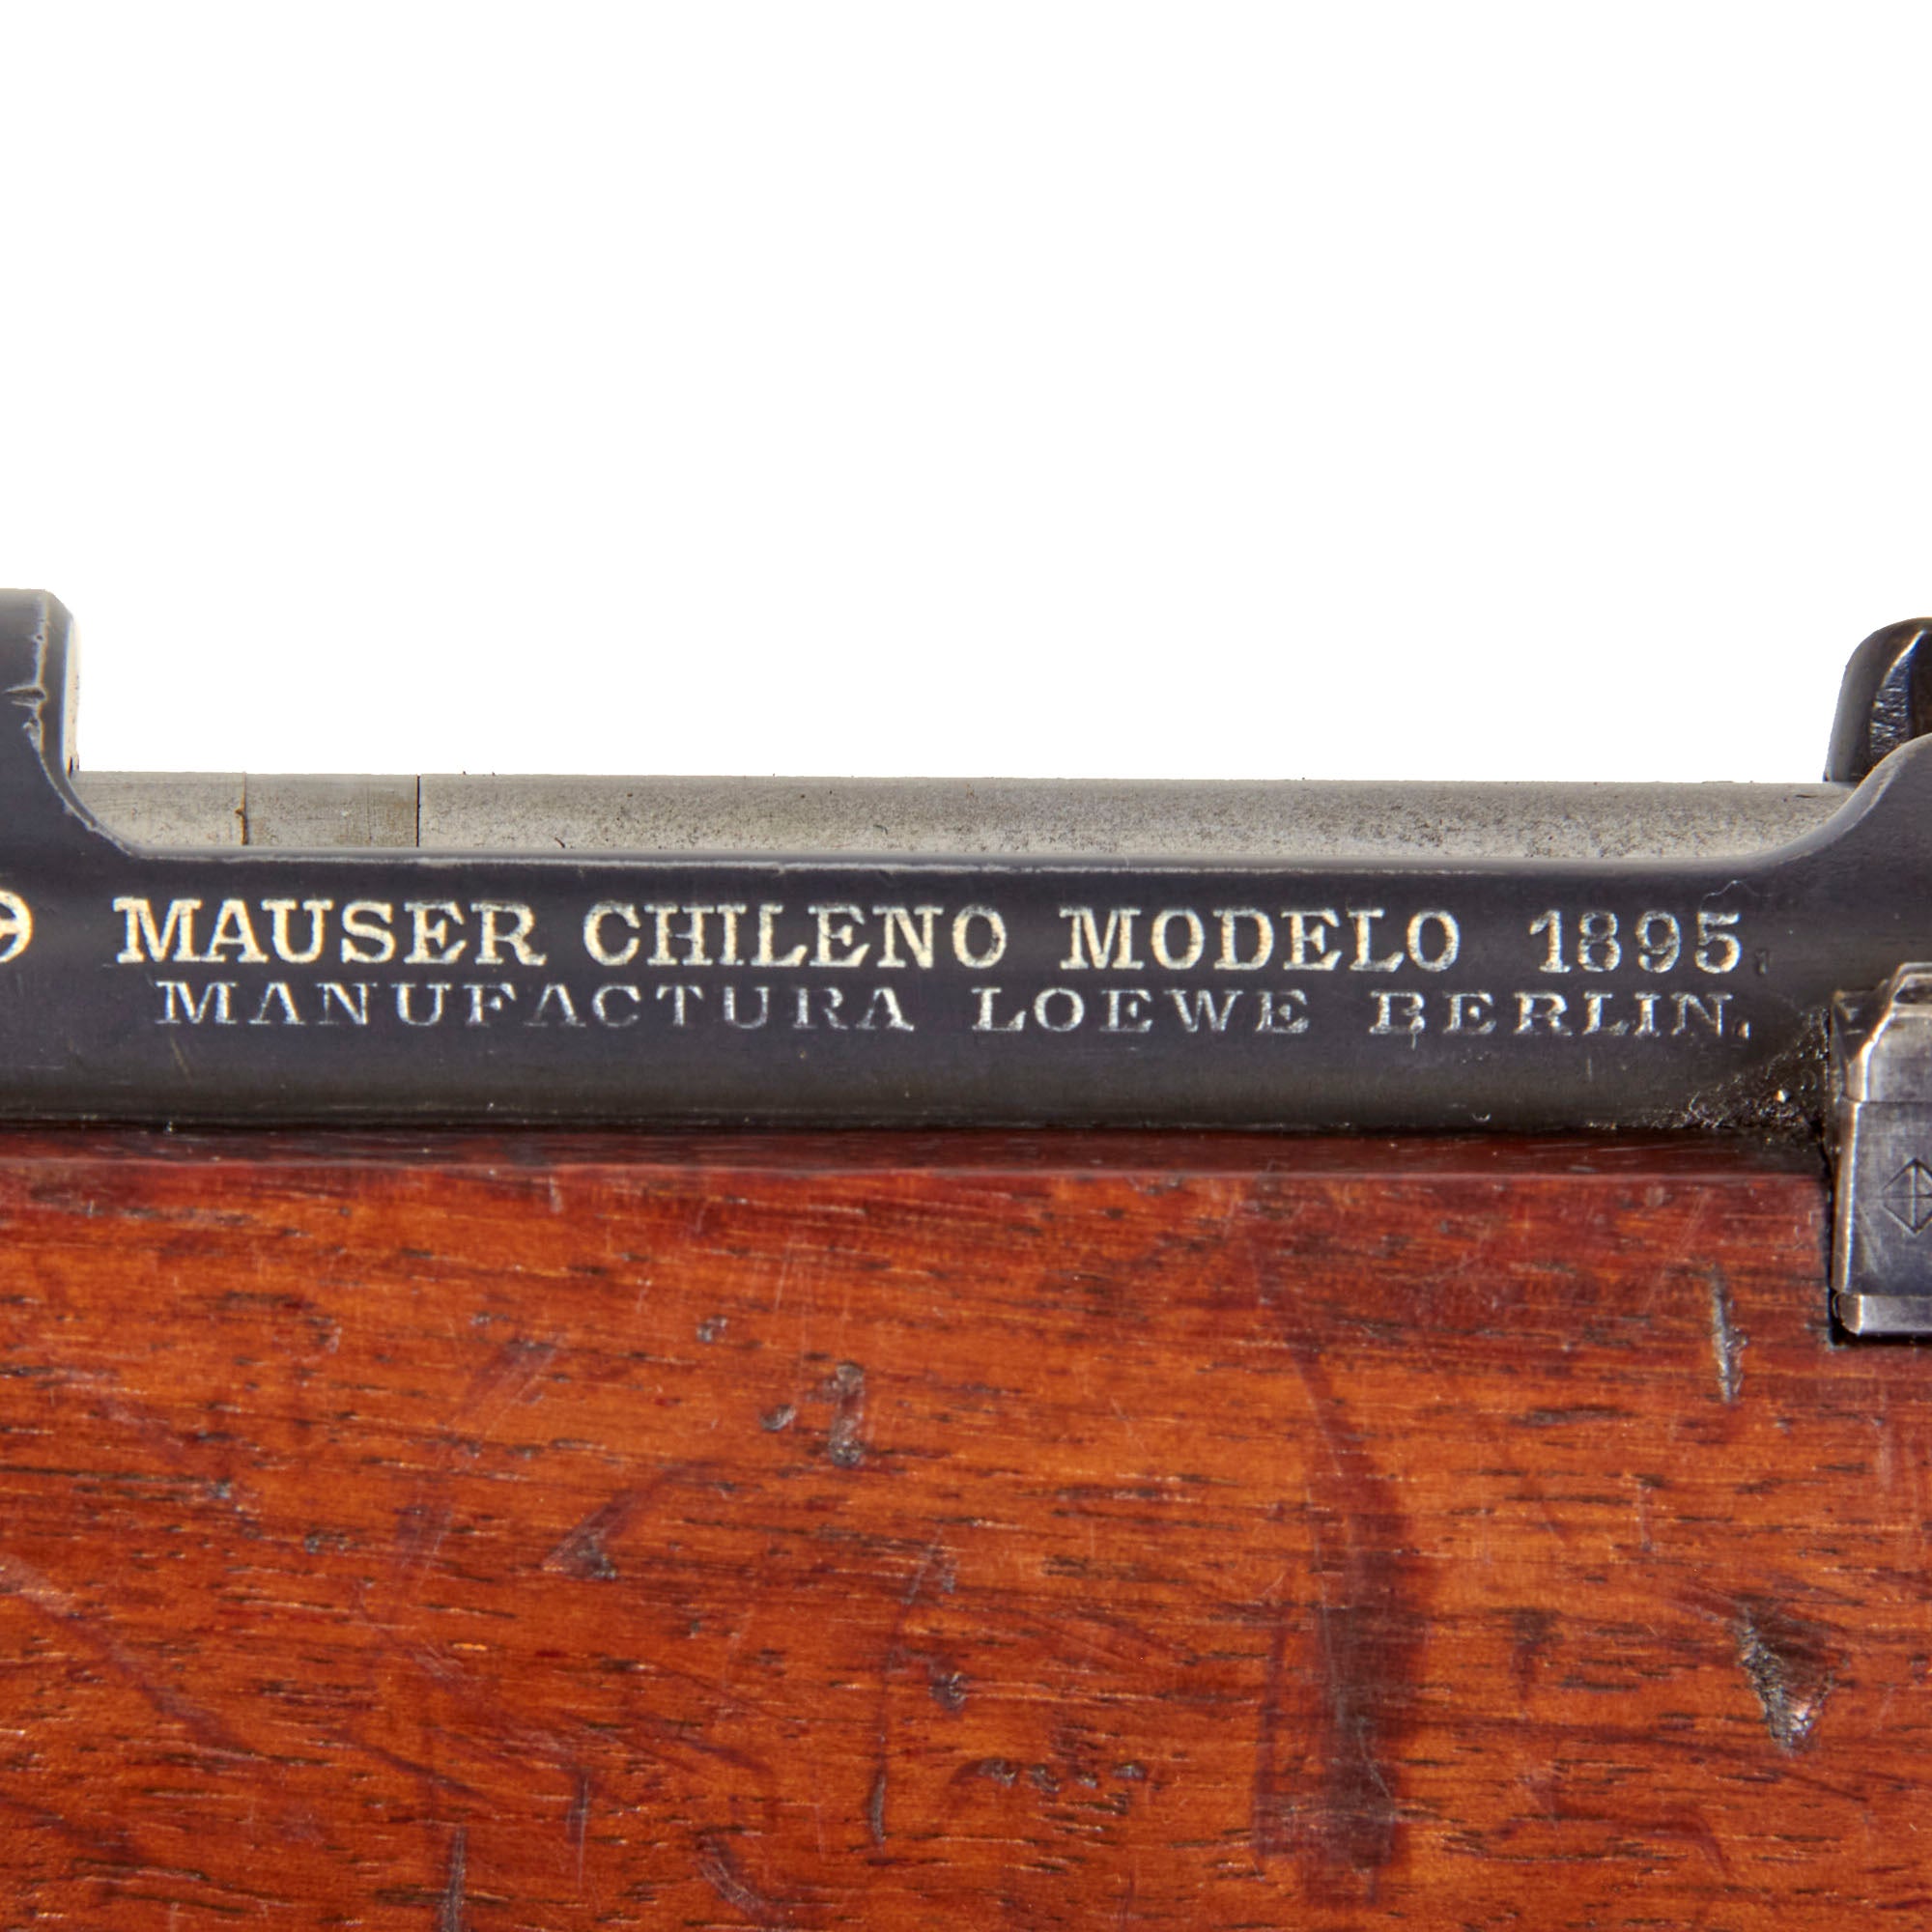 MAUSER CHILENO MODELO 1895
MANUFACTURA LOEWE BERLIN.